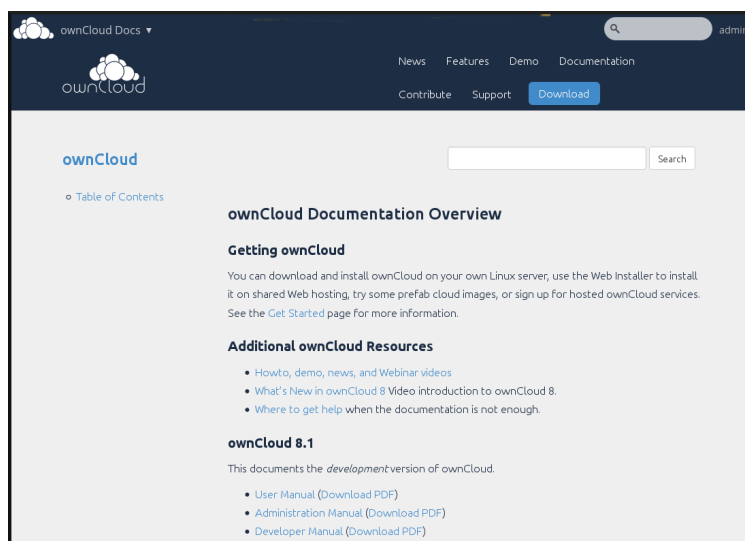 ownCloud Docs ▾
admin
ownCloud
News Features Demo Documentation
Contribute Support Download
ownCloud
Search
Table of Contents
ownCloud Documentation Overview
Getting ownCloud
You can download and install ownCloud on your own Linux server, use the Web Installer to install
it on shared Web hosting, try some prefab cloud images, or sign up for hosted ownCloud services.
See the Get Started page for more information.
Additional ownCloud Resources
Howto, demo, news, and Webinar videos
What's New in ownCloud 8 Video introduction to ownCloud 8.
Where to get help when the documentation is not enough.
ownCloud 8.1
This documents the development version of ownCloud.
User Manual (Download PDF)
Administration Manual (Download PDF)
Developer Manual (Download PDF)